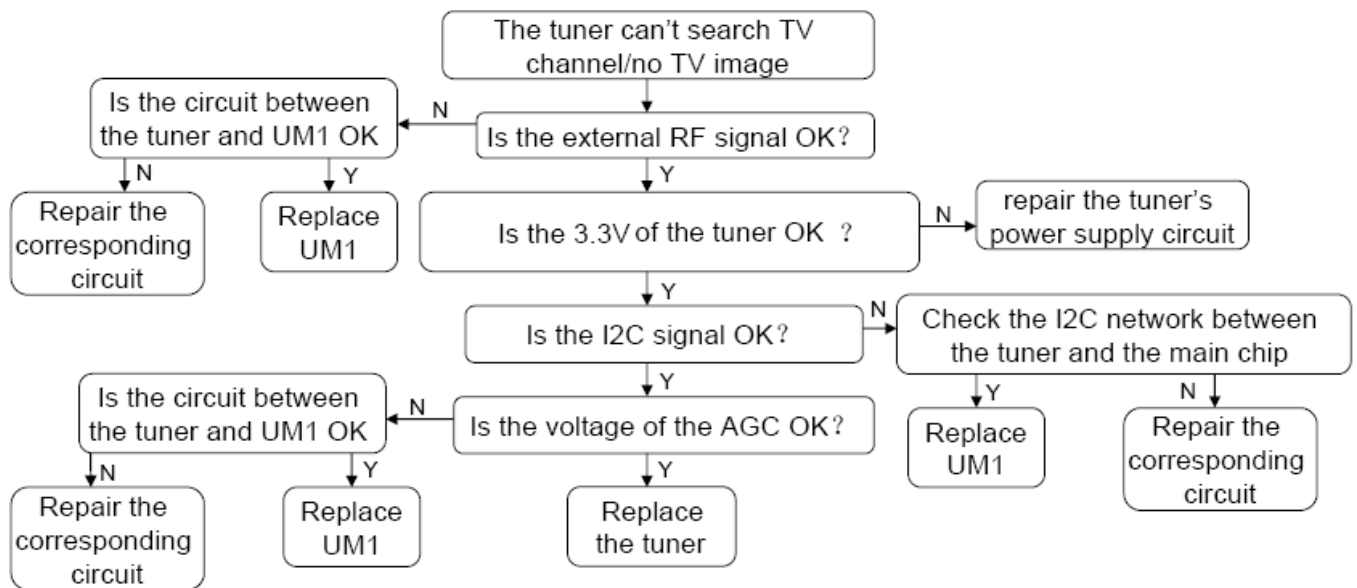 The tuner can't search TV
channel/no TV image
Is the circuit between
the tuner and UM1 OK
N
Is the external RF signal OK？
N
Y
Y
Repair the
corresponding
circuit
Replace
UM1
Is the 3.3V of the tuner OK ？
N
repair the tuner's
power supply circuit
Y
Is the I2C signal OK？
N
Check the I2C network between
the tuner and the main chip
Y
Y
N
Is the circuit between
the tuner and UM1 OK
N
Is the voltage of the AGC OK？
Replace
UM1
Repair the
corresponding
circuit
N
Y
Y
Repair the
corresponding
circuit
Replace
UM1
Replace
the tuner